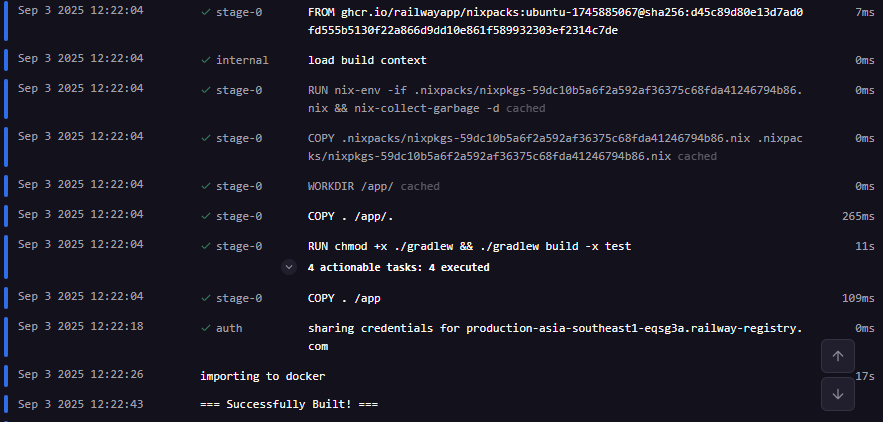 Sep 3 2025 12:22:04 ✓ stage-0 FROM ghcr.io/railwayapp/nixpacks:ubuntu-1745885067@sha256:d45c89d80e13d7ad0 7ms
fd555b5130f22a866d9dd10e861f589932303ef2314c7de
Sep 3 2025 12:22:04 ✓ internal load build context 0ms
Sep 3 2025 12:22:04 ✓ stage-0 RUN nix-env -if .nixpacks/nixpkgs-59dc10b5a6f2a592af36375c68fda41246794b86. 0ms
nix && nix-collect-garbage -d cached
Sep 3 2025 12:22:04 ✓ stage-0 COPY .nixpacks/nixpkgs-59dc10b5a6f2a592af36375c68fda41246794b86.nix .nixpac 0ms
ks/nixpkgs-59dc10b5a6f2a592af36375c68fda41246794b86.nix cached
Sep 3 2025 12:22:04 ✓ stage-0 WORKDIR /app/ cached 0ms
Sep 3 2025 12:22:04 ✓ stage-0 COPY . /app/. 265ms
Sep 3 2025 12:22:04 ✓ stage-0 RUN chmod +x ./gradlew && ./gradlew build -x test 11s
4 actionable tasks: 4 executed
Sep 3 2025 12:22:04 ✓ stage-0 COPY . /app 109ms
Sep 3 2025 12:22:18 ✓ auth sharing credentials for production-asia-southeast1-eqsg3a.railway-registry. 0ms
com
Sep 3 2025 12:22:26 importing to docker 17s
Sep 3 2025 12:22:43 === Successfully Built! ===